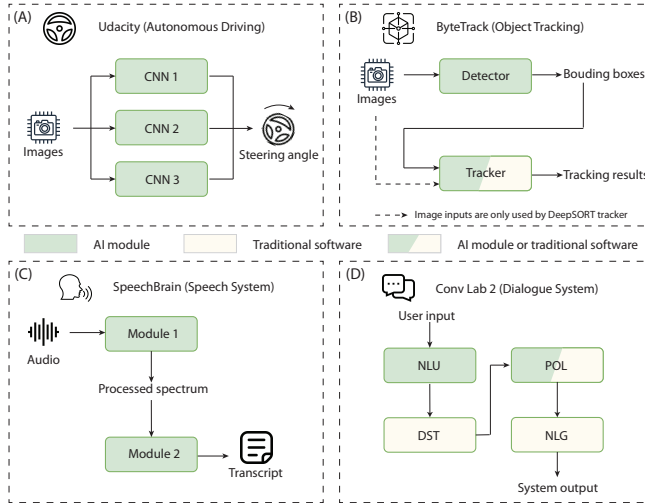 (A)
Udacity (Autonomous Driving)
CNN 1
CNN 2
CNN 3
Images
Steering angle
(B)
ByteTrack (Object Tracking)
Images
Detector
Bouding boxes
Tracker
Tracking results
Image inputs are only used by DeepSORT tracker
AI module
Traditional software
AI module or traditional software
(C)
SpeechBrain (Speech System)
Audio
Module 1
Processed spectrum
Module 2
Transcript
(D)
Conv Lab 2 (Dialogue System)
User input
NLU
POL
DST
NLG
System output